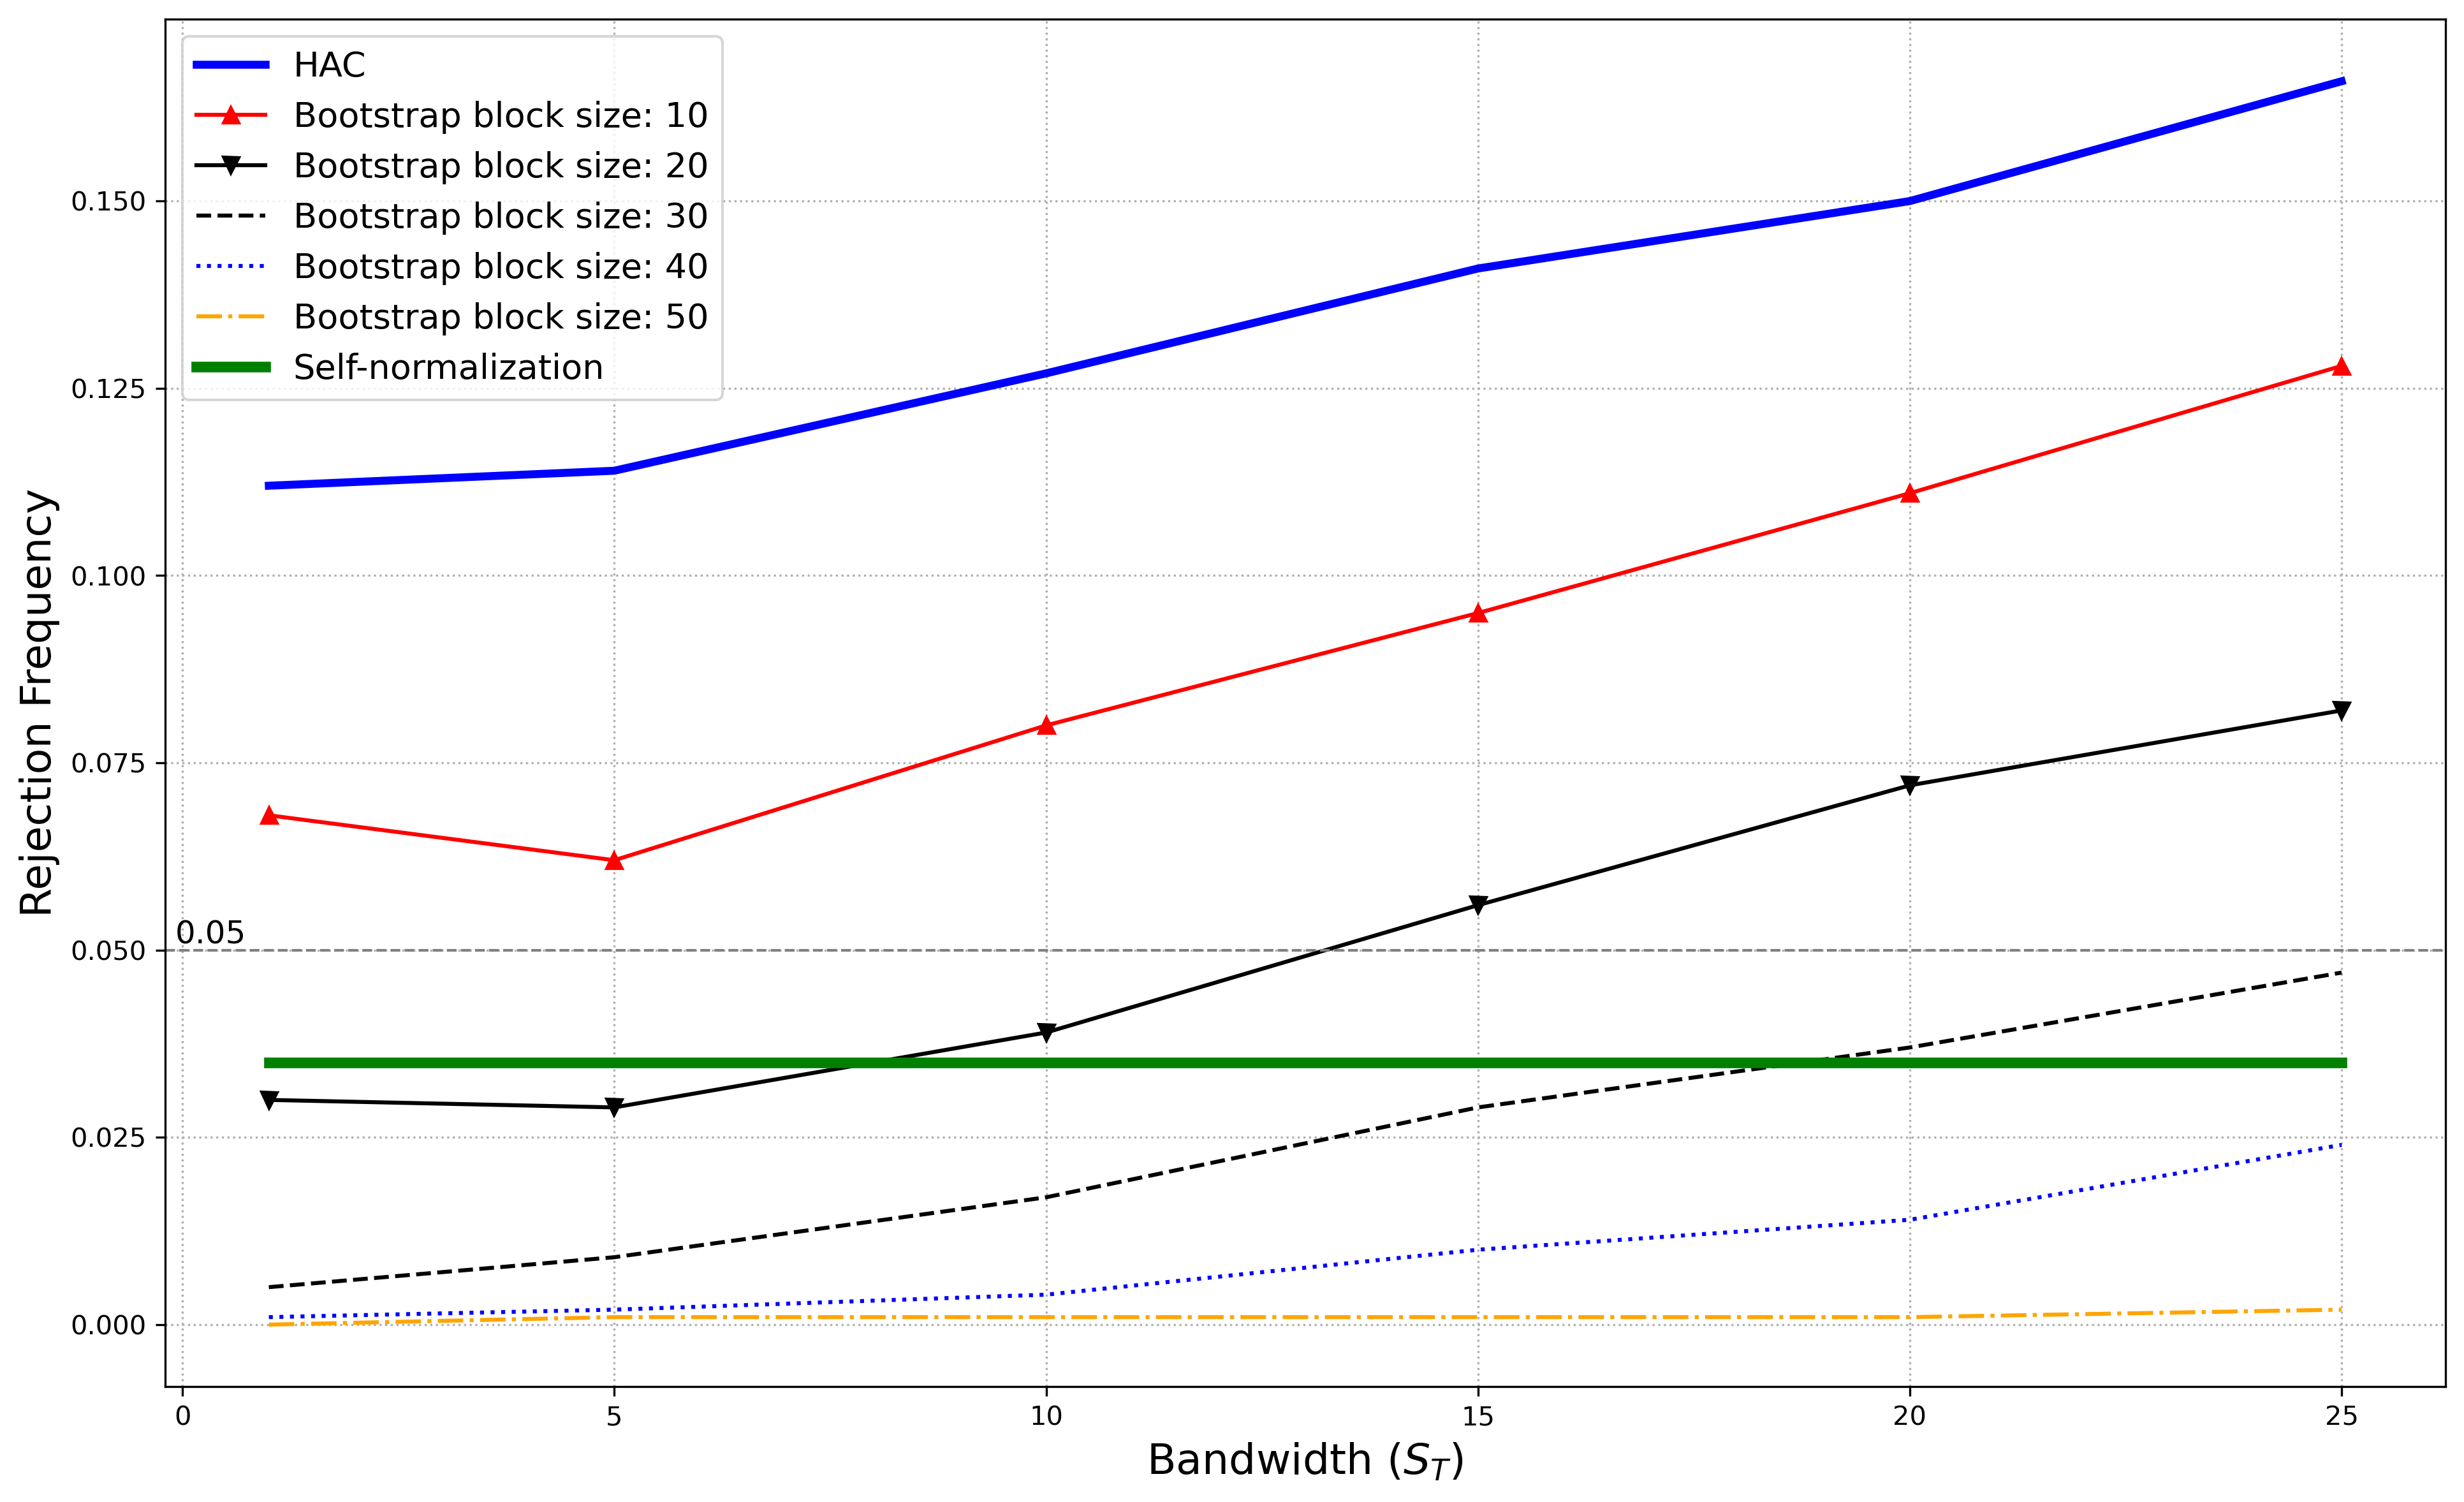 HAC
Bootstrap block size: 10
Bootstrap block size: 20
Bootstrap block size: 30
Bootstrap block size: 40
Bootstrap block size: 50
Self-normalization
Rejection Frequency
0.150
0.125
0.100
0.075
0.050
0.025
0.000
0.05
0 5 10 15 20 25
Bandwidth (S_T)